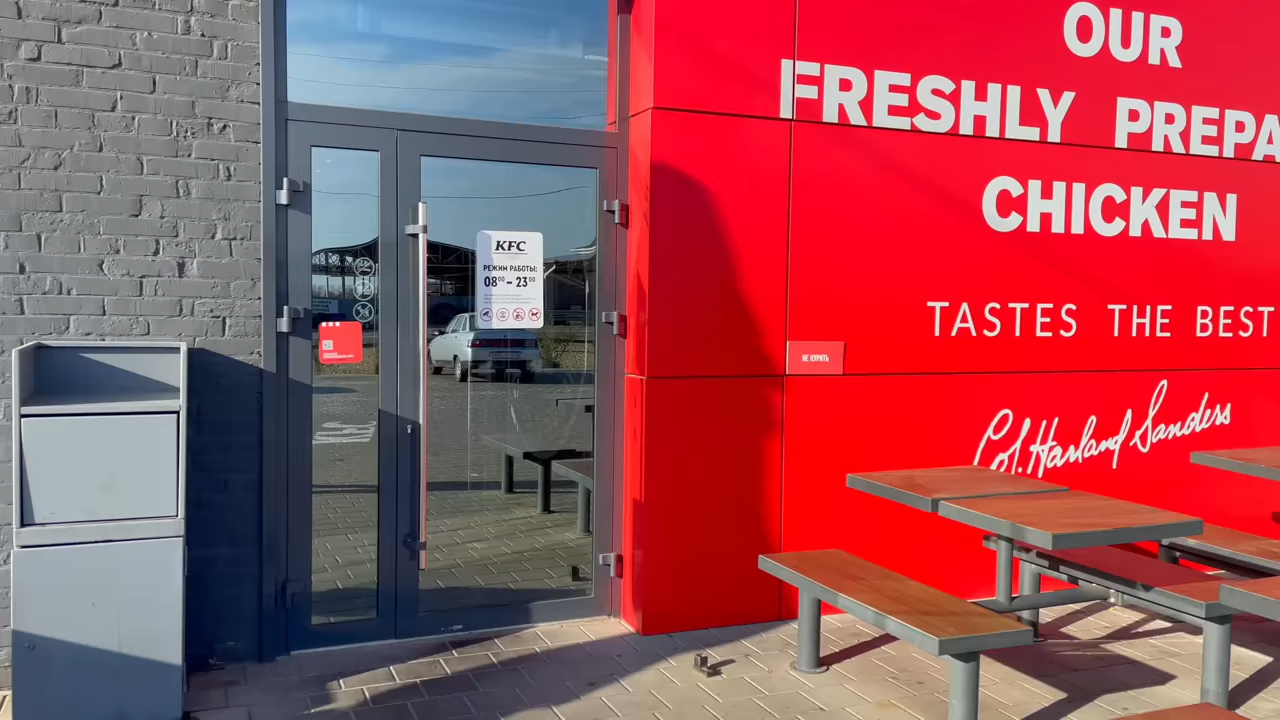 OUR
FRESHLY PREPA
CHICKEN
TASTES THE BEST
Col. Harland Sanders
НЕ КУРИТЬ
KFC
РЕЖИМ РАБОТЫ:
08⁰⁰ – 23⁰⁰